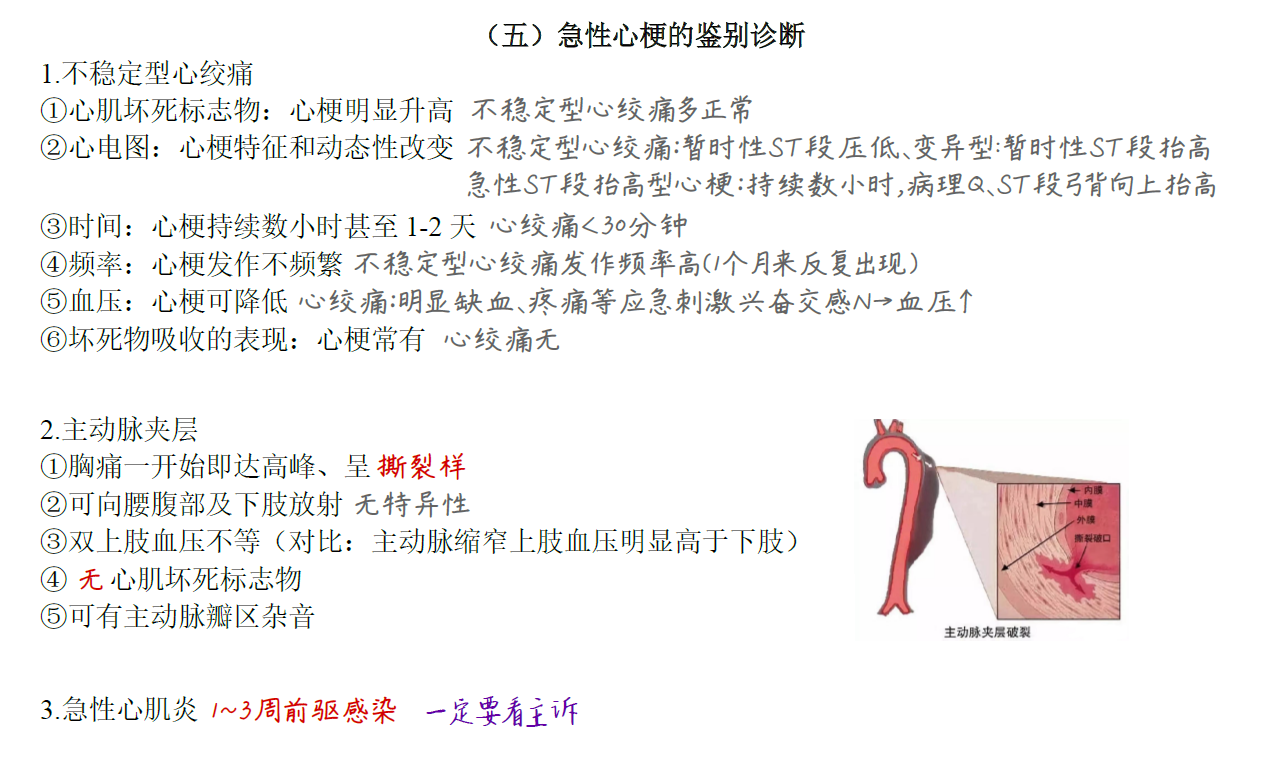 （五）急性心梗的鉴别诊断
1.不稳定型心绞痛
①心肌坏死标志物：心梗明显升高 不稳定型心绞痛多正常
②心电图：心梗特征和动态性改变 不稳定型心绞痛:暂时性ST段压低、变异型:暂时性ST段抬高
急性ST段抬高型心梗:持续数小时,病理Q、ST段弓背向上抬高
③时间：心梗持续数小时甚至 1-2 天 心绞痛<30分钟
④频率：心梗发作不频繁 不稳定型心绞痛发作频率高(1个月来反复出现)
⑤血压：心梗可降低 心绞痛:明显缺血、疼痛等应急刺激兴奋交感N→血压↑
⑥坏死物吸收的表现：心梗常有 心绞痛无
2.主动脉夹层
①胸痛一开始即达高峰、呈 撕裂样
②可向腰腹部及下肢放射 无特异性
③双上肢血压不等（对比：主动脉缩窄上肢血压明显高于下肢）
④ 无 心肌坏死标志物
⑤可有主动脉瓣区杂音
内膜
中膜
外膜
撕裂破口
主动脉夹层破裂
3.急性心肌炎 1~3周前驱感染 一定要看主诉